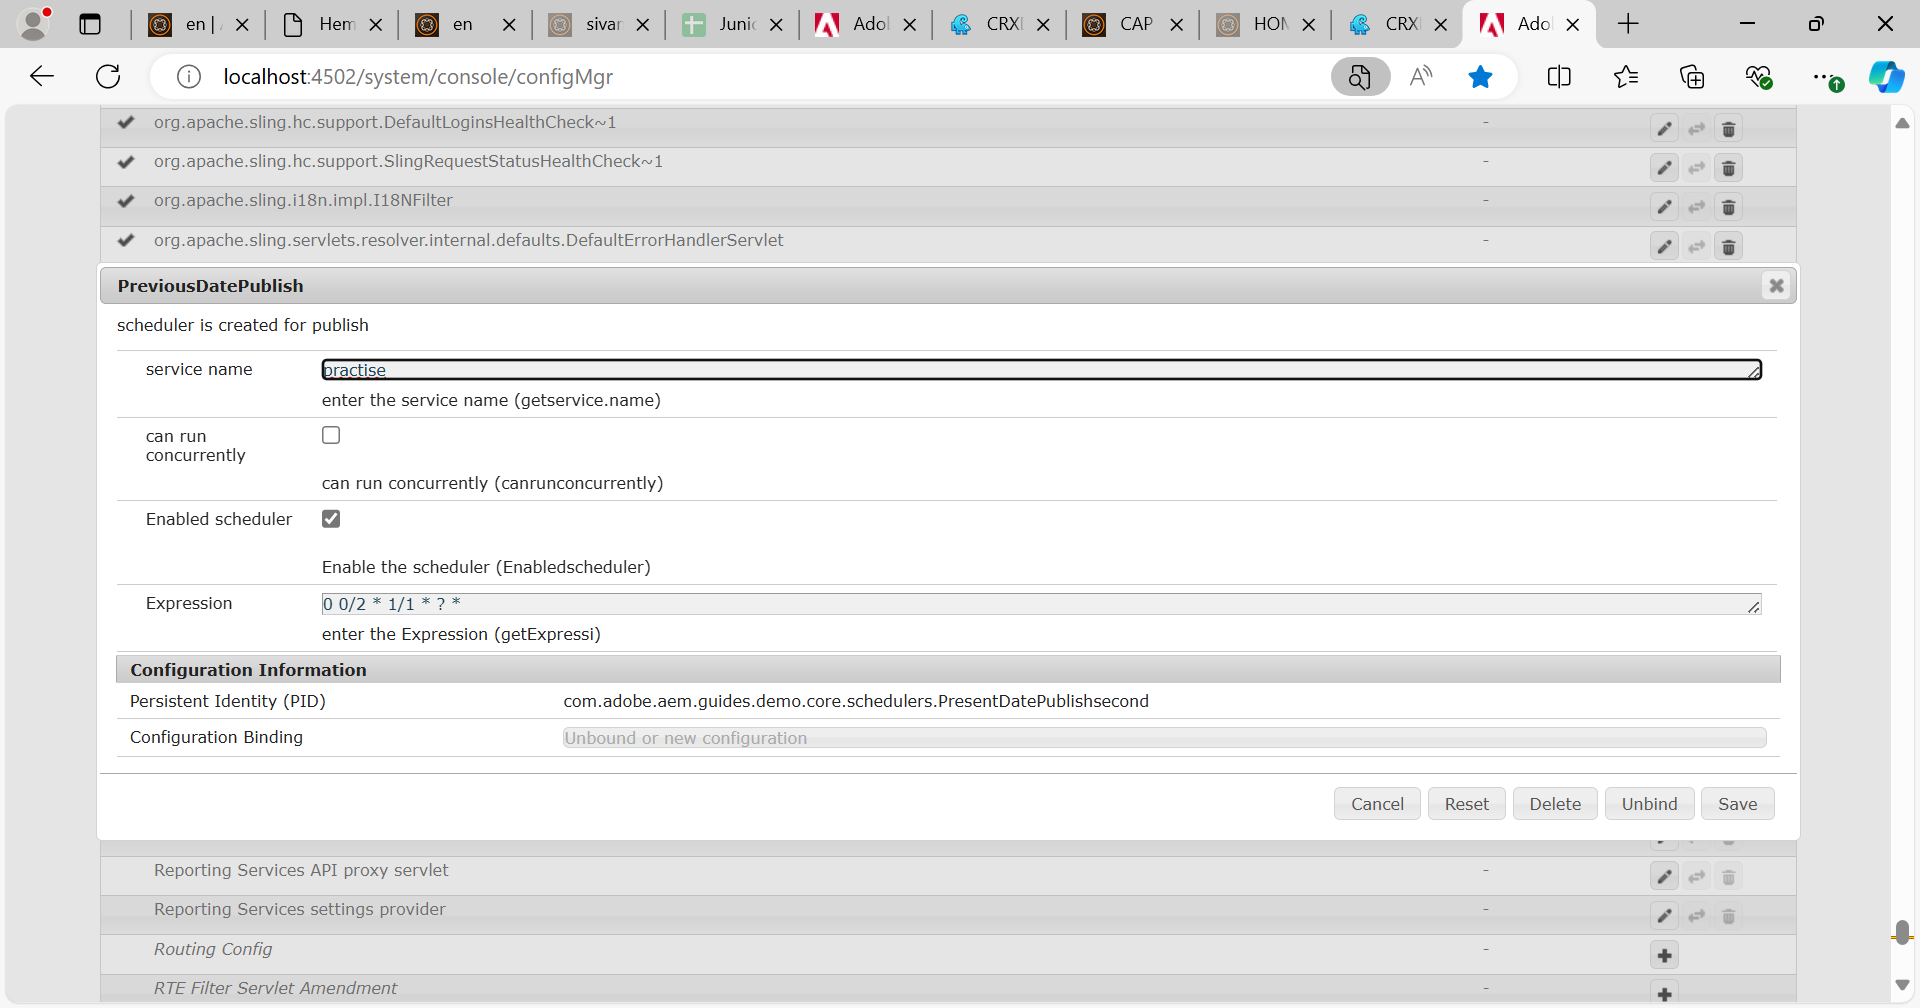 en | A
Hem
en
sivar
Junic
Adol
CRXI
CAP
HOM
CRXI
Adol
localhost:4502/system/console/configMgr
org.apache.sling.hc.support.DefaultLoginsHealthCheck~1 -
org.apache.sling.hc.support.SlingRequestStatusHealthCheck~1 -
org.apache.sling.i18n.impl.I18NFilter -
org.apache.sling.servlets.resolver.internal.defaults.DefaultErrorHandlerServlet -
PreviousDatePublish
scheduler is created for publish
service name practise
enter the service name (getservice.name)
can run
concurrently
can run concurrently (canrunconcurrently)
Enabled scheduler
Enable the scheduler (Enabledscheduler)
Expression 0 0/2 * 1/1 * ? *
enter the Expression (getExpressi)
Configuration Information
Persistent Identity (PID) com.adobe.aem.guides.demo.core.schedulers.PresentDatePublishsecond
Configuration Binding Unbound or new configuration
Cancel Reset Delete Unbind Save
Reporting Services API proxy servlet -
Reporting Services settings provider -
Routing Config -
RTE Filter Servlet Amendment -